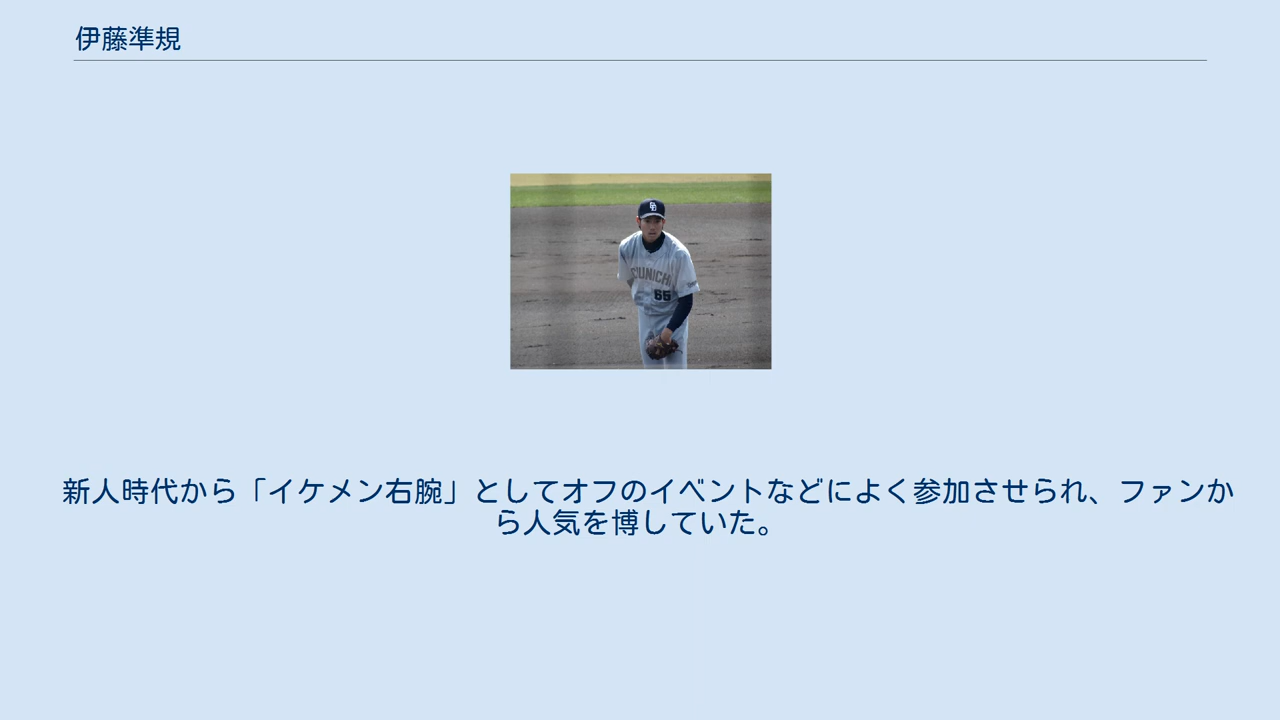 伊藤準規
CHUNICHI
65
新人時代から「イケメン右腕」としてオフのイベントなどによく参加させられ、ファンか
ら人気を博していた。